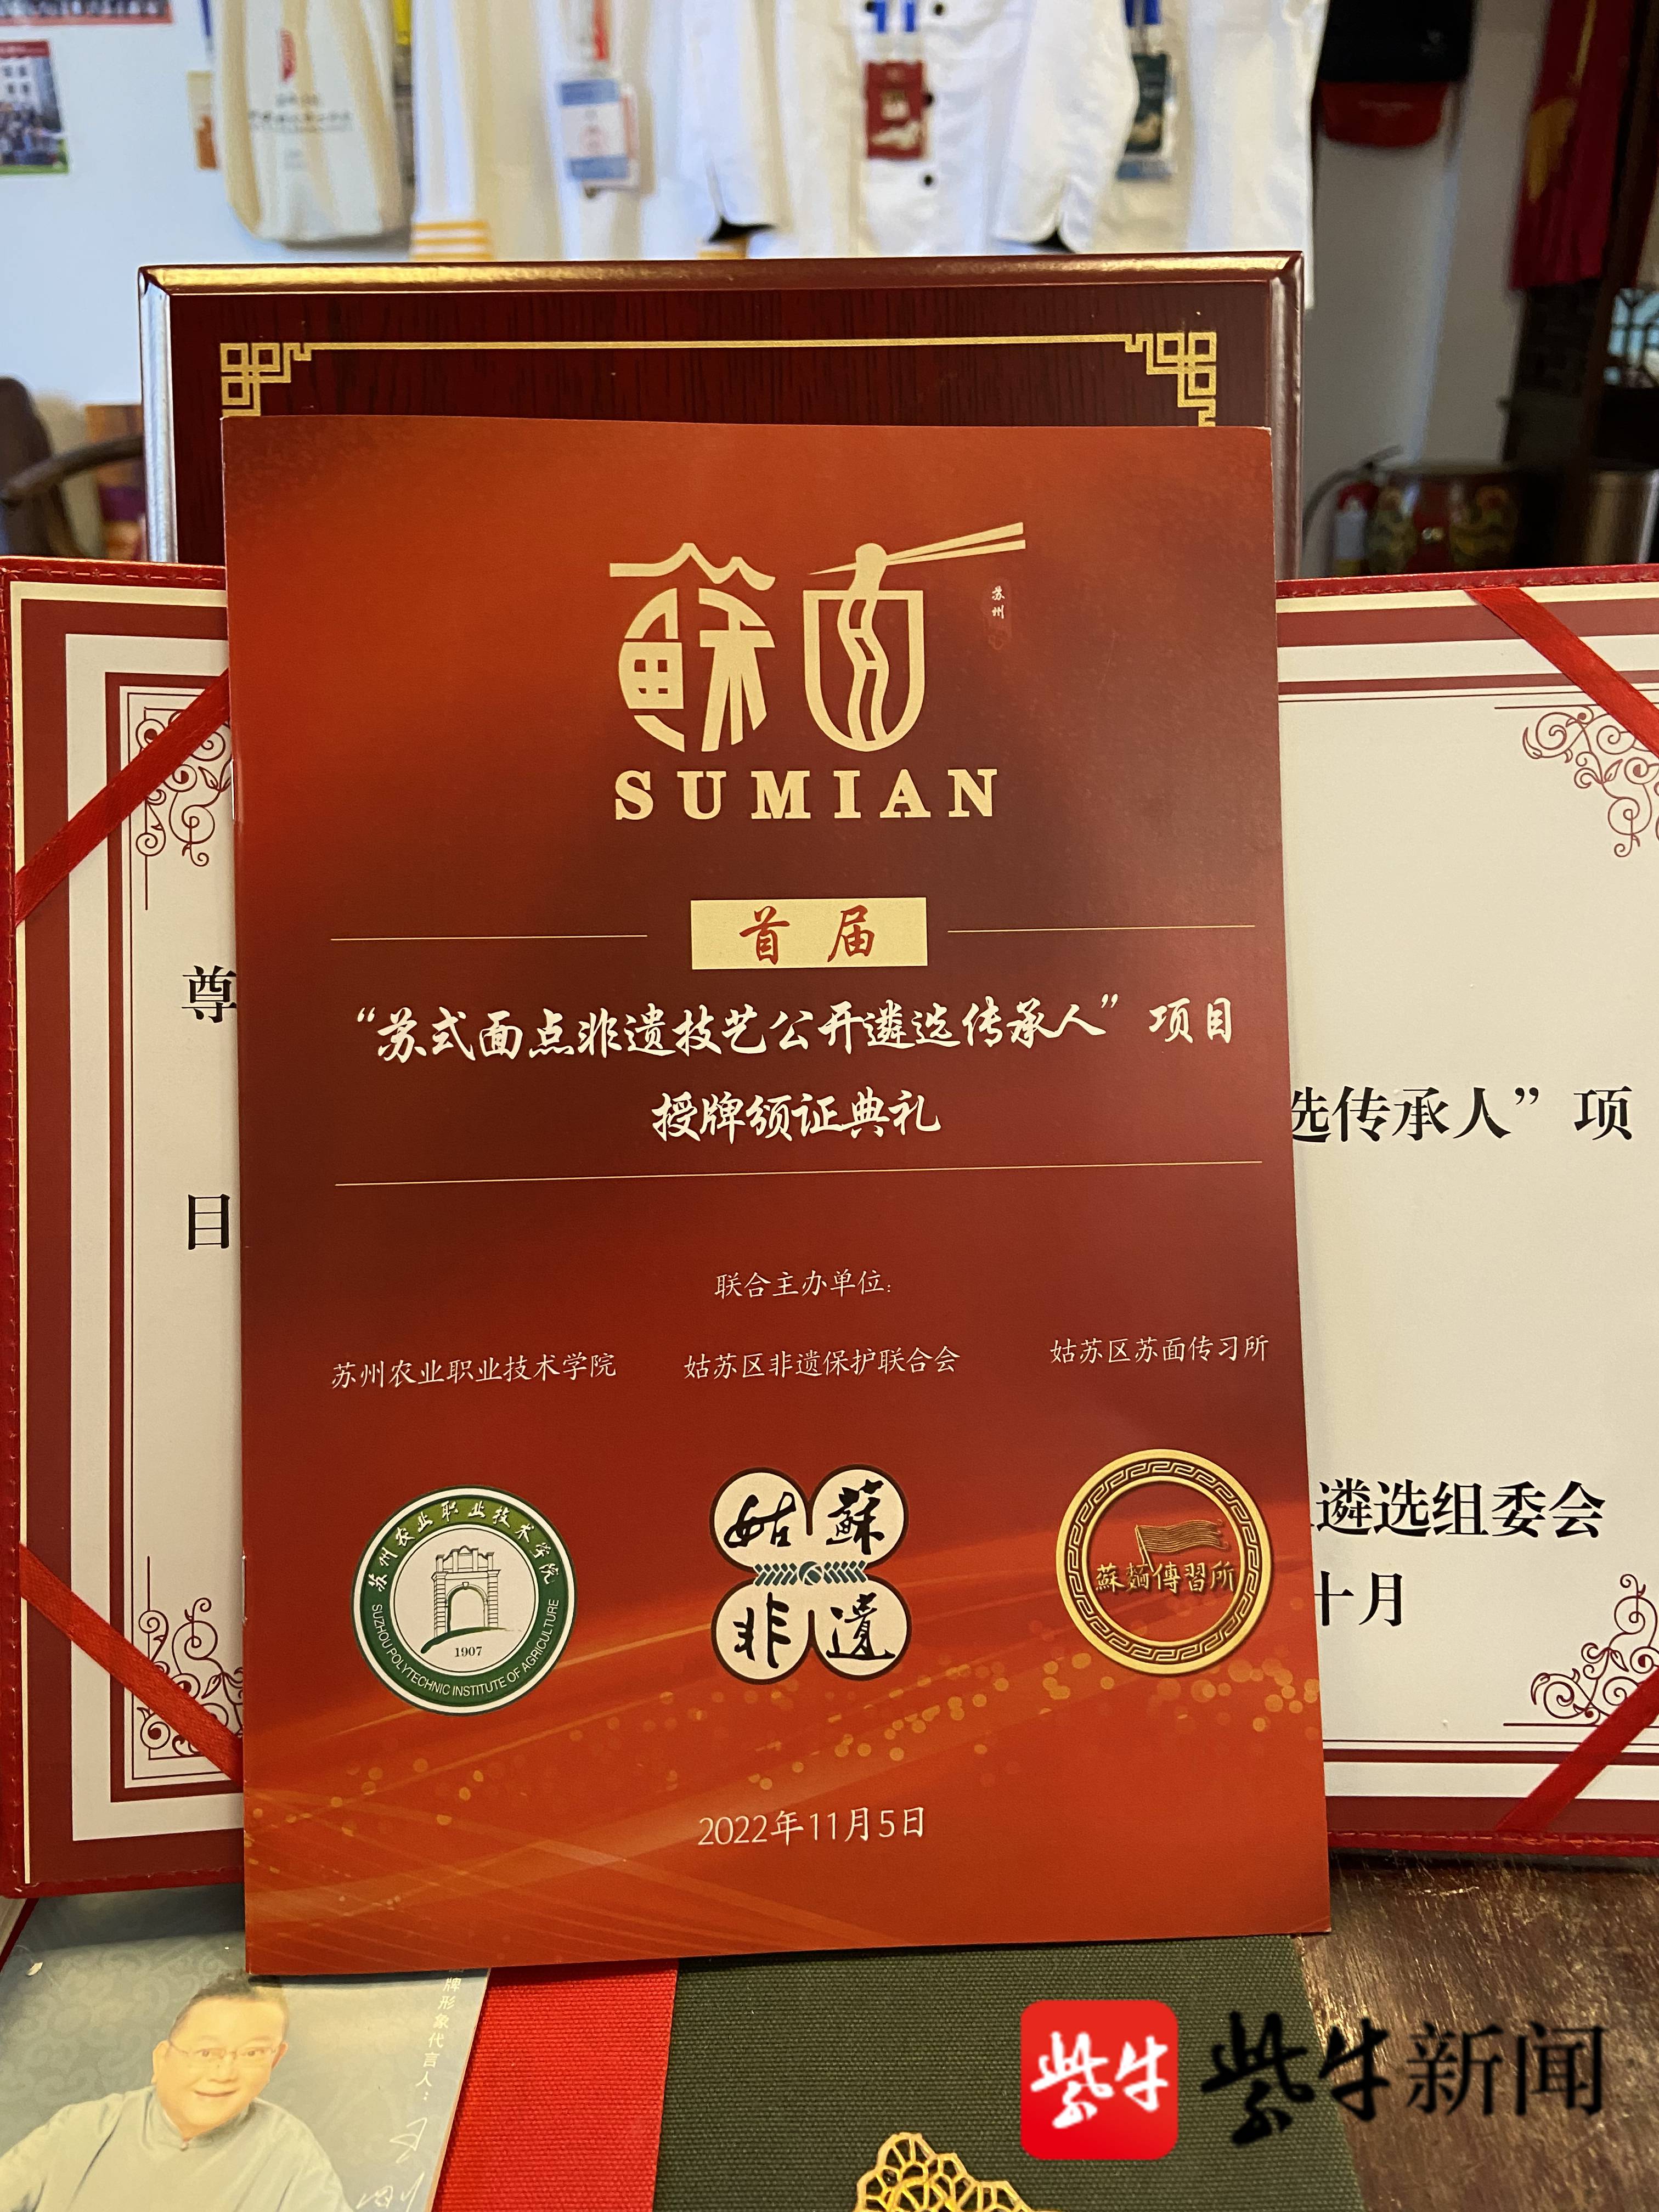 蘇面
苏州
SUMIAN
首届
“苏式面点非遗技艺公开遴选传承人”项目
授牌颁证典礼
联合主办单位:
苏州农业职业技术学院
姑苏区非遗保护联合会
姑苏区苏面传习所
苏州农业职业技术学院
1907
SUZHOU POLYTECHNIC INSTITUTE OF AGRICULTURE
姑蘇
非遺
蘇麵傳習所
2022年11月5日
尊
目
选传承人”项
遴选组委会
十月
牌形象代言人:
紫牛
紫牛新闻